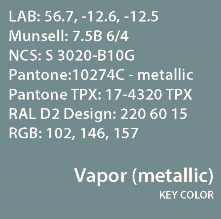 LAB: 56.7, -12.6, -12.5
Munsell: 7.5B 6/4
NCS: S 3020-B10G
Pantone:10274C - metallic
Pantone TPX: 17-4320 TPX
RAL D2 Design: 220 60 15
RGB: 102, 146, 157
Vapor (metallic)
KEY COLOR